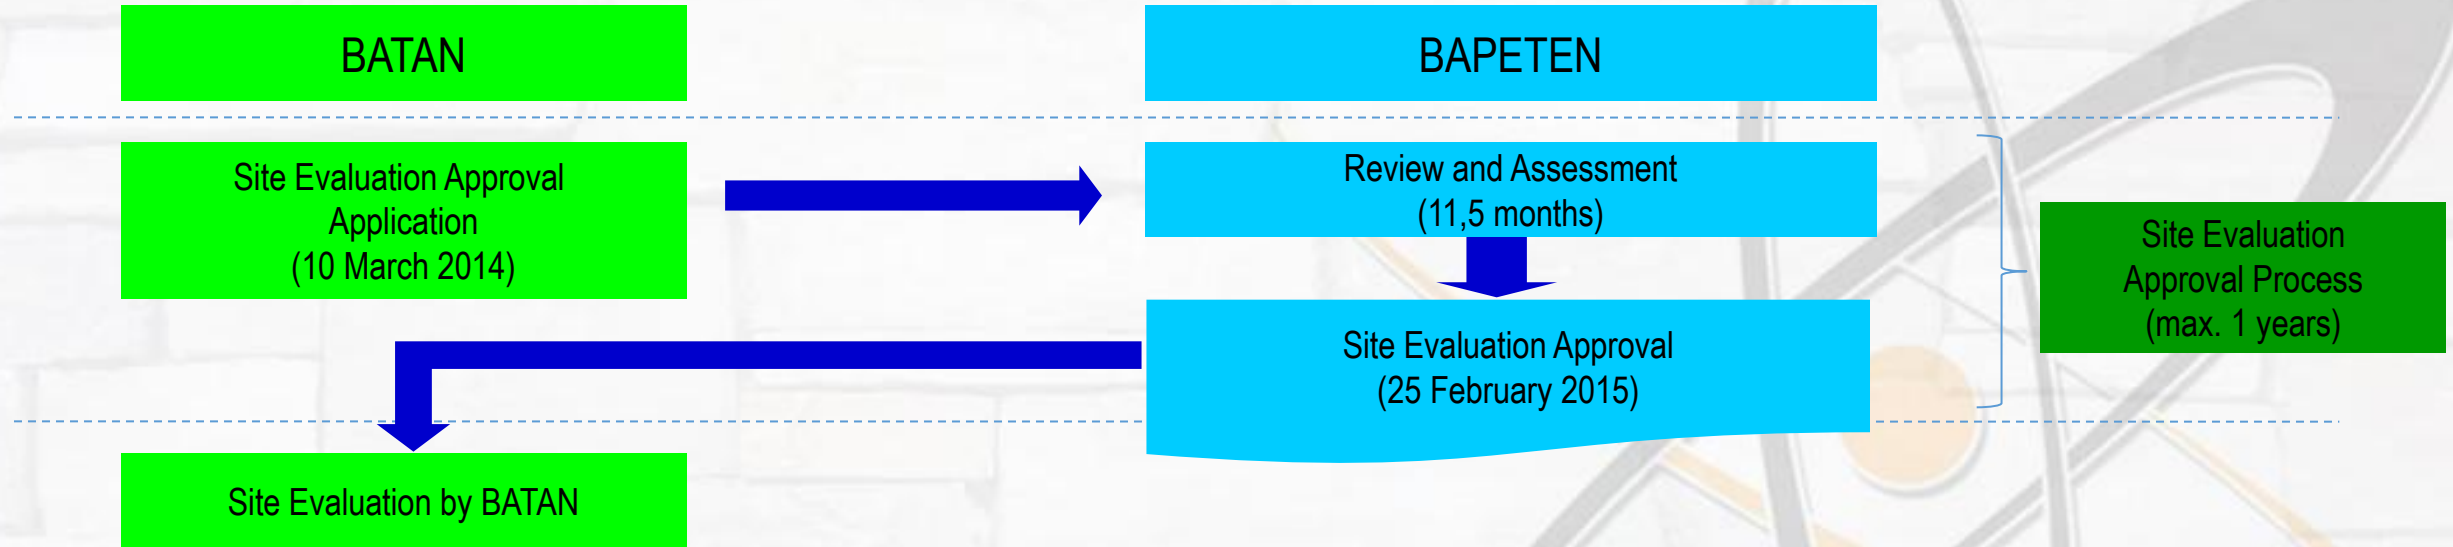 BATAN
BAPETEN
Site Evaluation Approval
Application
(10 March 2014)
Review and Assessment
(11,5 months)
Site Evaluation
Approval Process
(max. 1 years)
Site Evaluation Approval
(25 February 2015)
Site Evaluation by BATAN